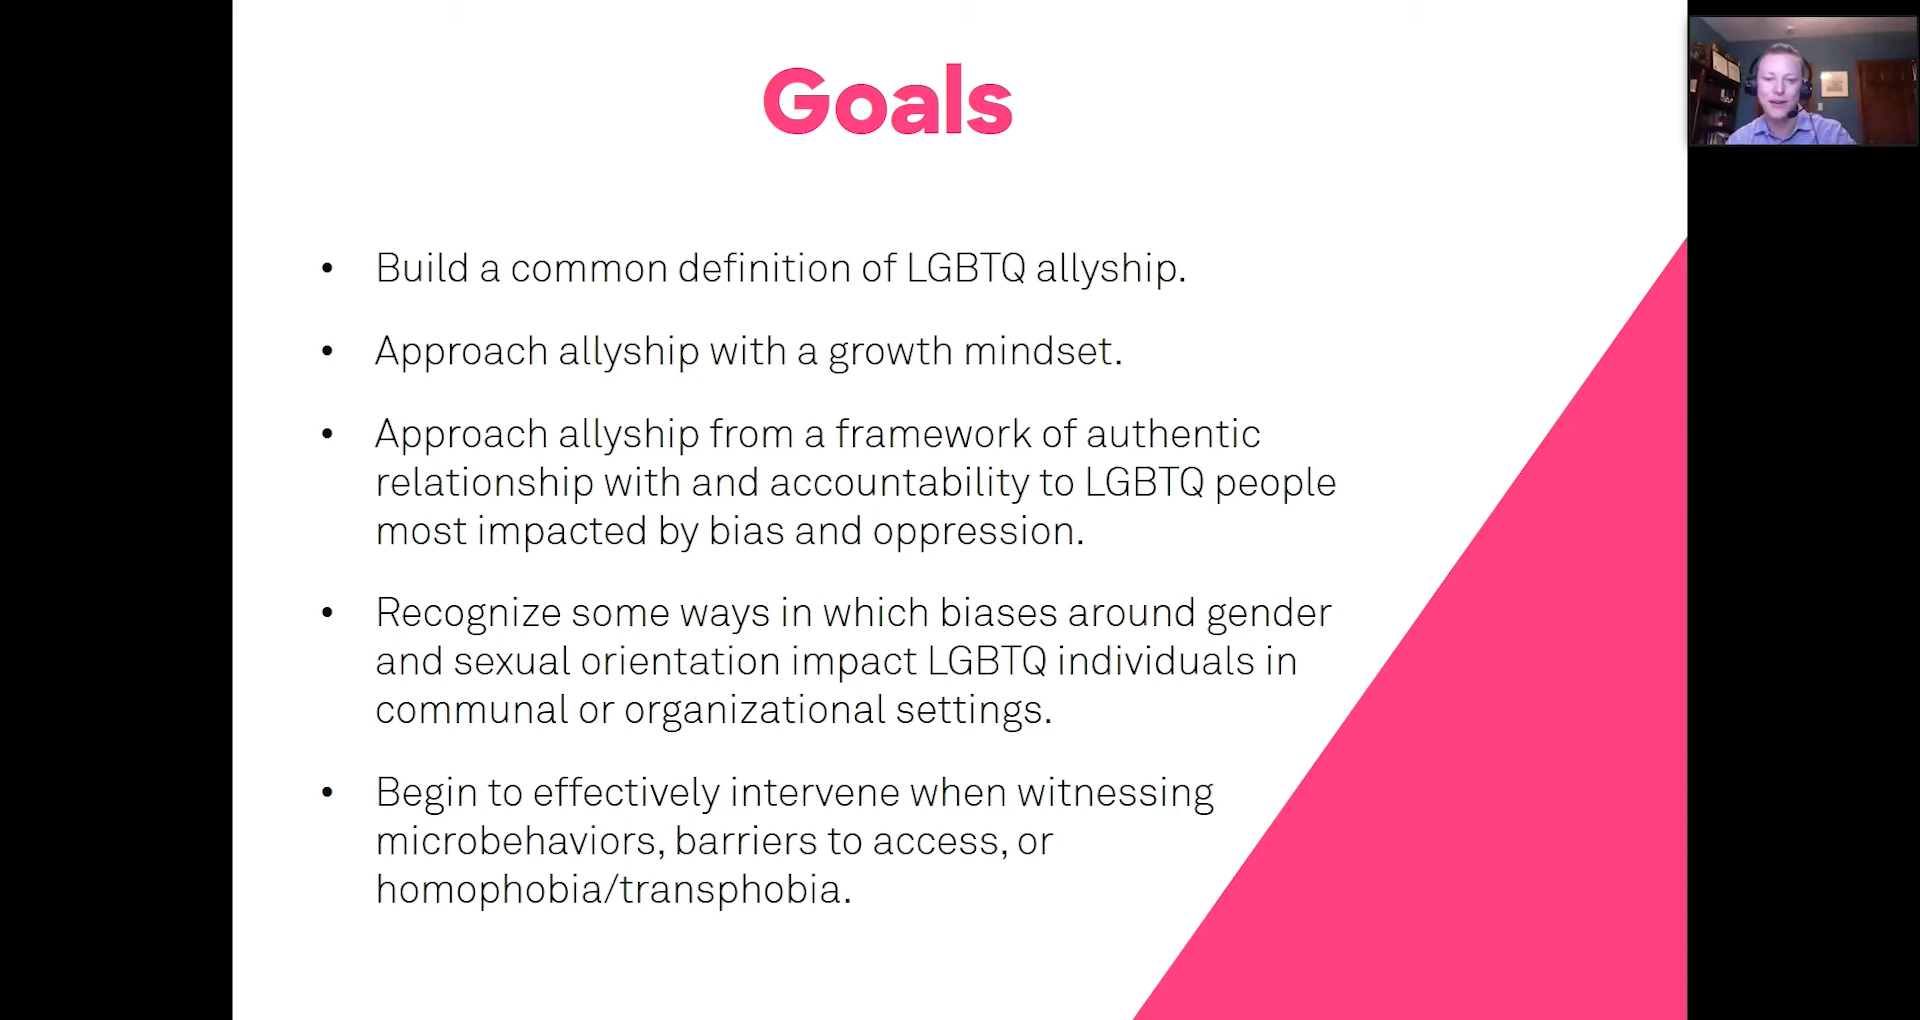 Goals
• Build a common definition of LGBTQ allyship.
• Approach allyship with a growth mindset.
• Approach allyship from a framework of authentic
relationship with and accountability to LGBTQ people
most impacted by bias and oppression.
• Recognize some ways in which biases around gender
and sexual orientation impact LGBTQ individuals in
communal or organizational settings.
• Begin to effectively intervene when witnessing
microbehaviors, barriers to access, or
homophobia/transphobia.